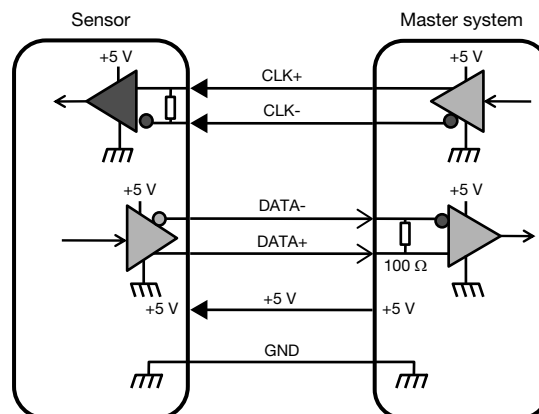 Sensor
Master system
+5 V
CLK+
+5 V
CLK-
+5 V
DATA-
+5 V
DATA+
100 Ω
+5 V
+5 V
+5 V
GND